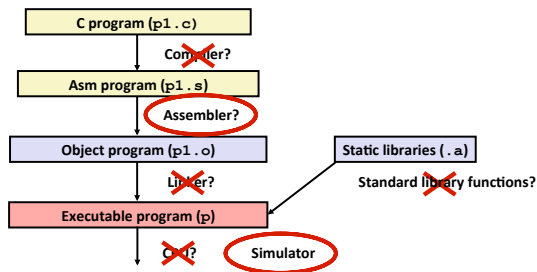 C program (p1.c)
Compiler?
Asm program (p1.s)
Assembler?
Object program (p1.o)
Static libraries (.a)
Linker?
Standard library functions?
Executable program (p)
CPU?
Simulator